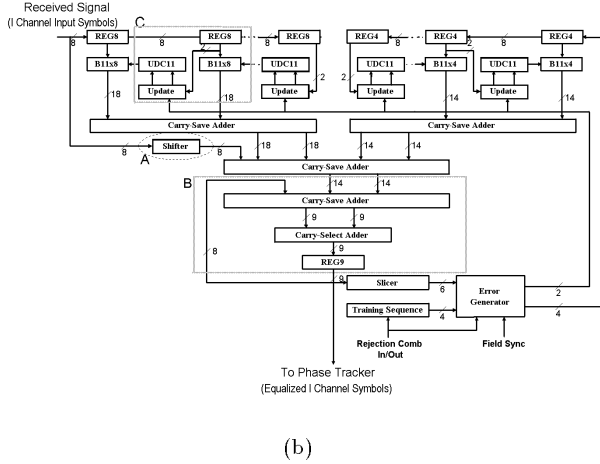 Received Signal
(I Channel Input Symbols)
C
REG8 REG8 REG8 REG4 REG4 REG4
8 8 8 8 8
2 2
B11x8 UDC11 B11x8 UDC11 UDC11 B11x4 UDC11 B11x4
2 2
Update Update Update Update
18 18 14 14
Carry-Save Adder Carry-Save Adder
18 18 14 14
Shifter
A 8 8
Carry-Save Adder
14 14
B
Carry-Save Adder
9 9
8
Carry-Select Adder
9
REG9
9
Slicer
6
Error
Generator
2
Training Sequence
4
4
Rejection Comb
In/Out
Field Sync
To Phase Tracker
(Equalized I Channel Symbols)
(b)